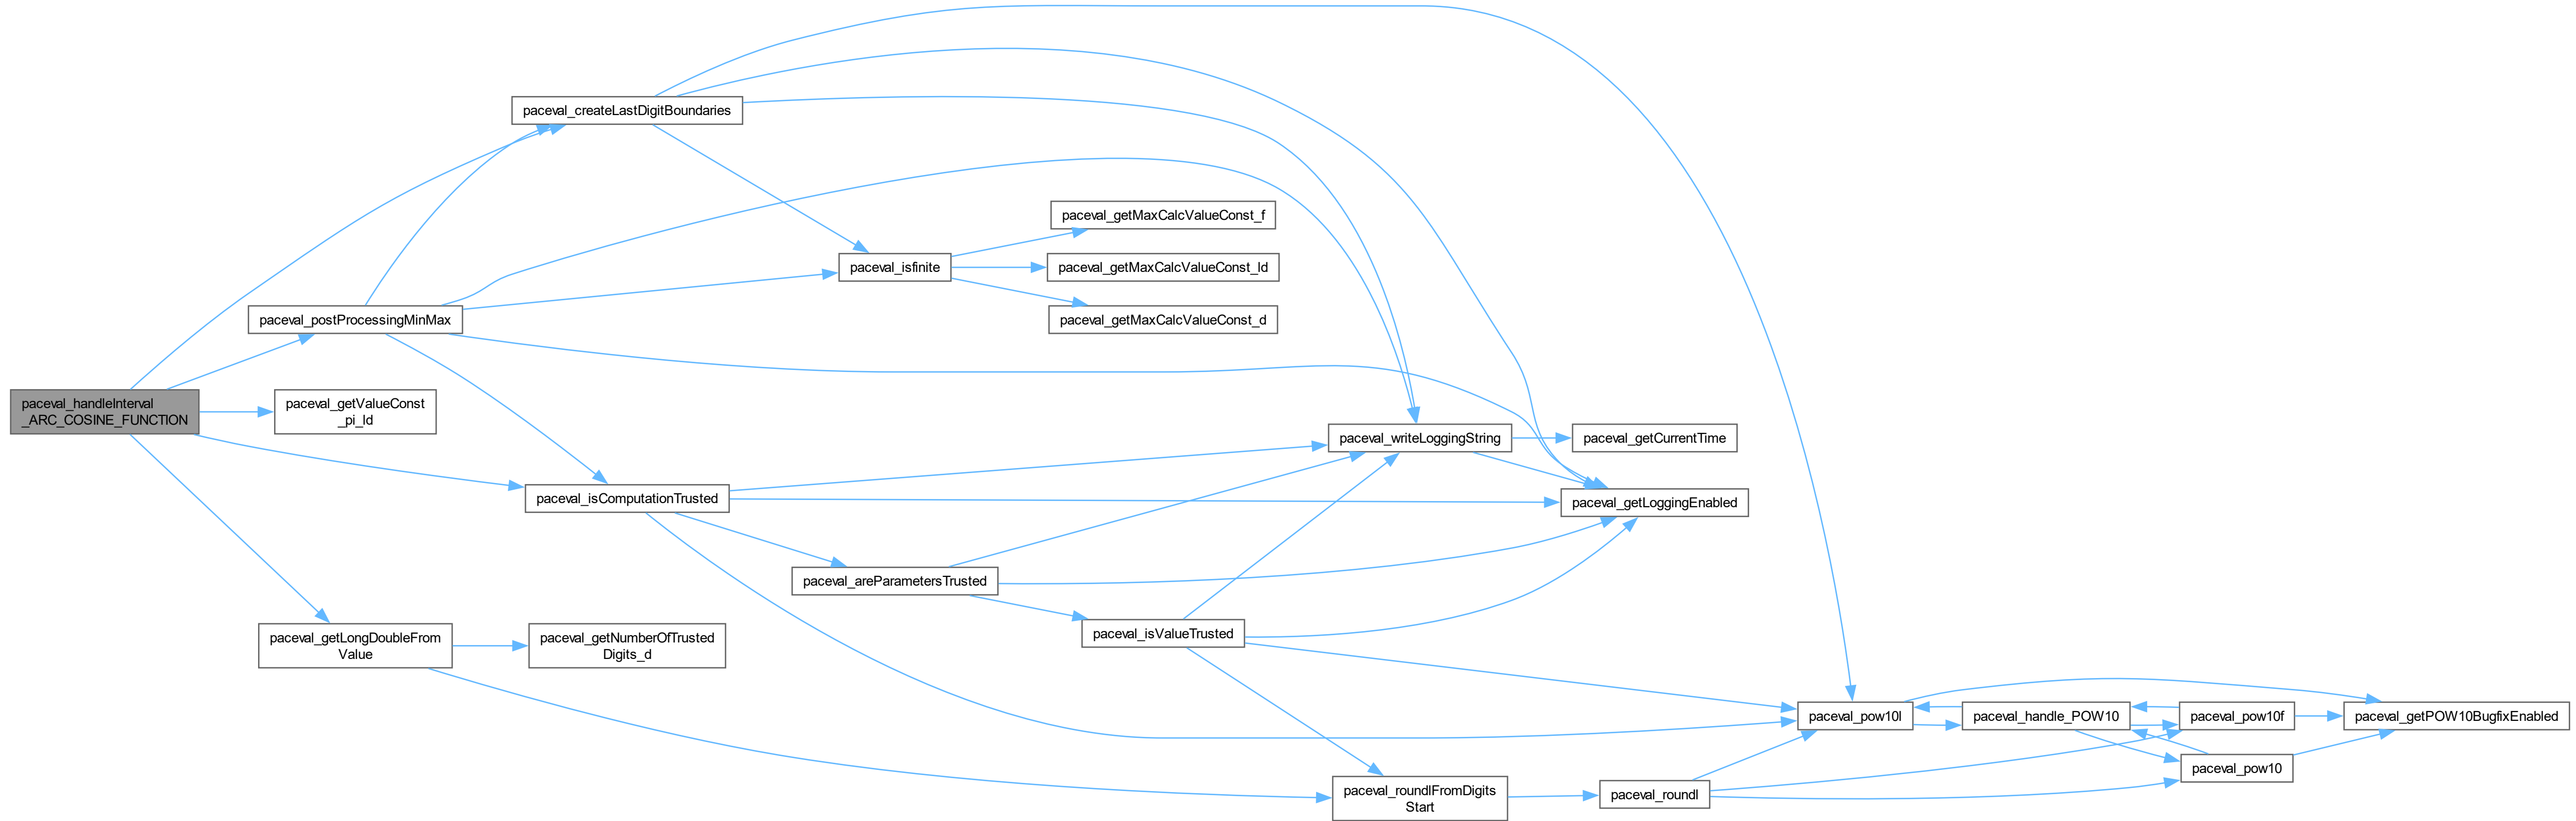 paceval_createLastDigitBoundaries
paceval_getMaxCalcValueConst_f
paceval_isfinite
paceval_getMaxCalcValueConst_ld
paceval_postProcessingMinMax
paceval_getMaxCalcValueConst_d
paceval_handleInterval
_ARC_COSINE_FUNCTION
paceval_getValueConst
_pi_ld
paceval_writeLoggingString
paceval_getCurrentTime
paceval_isComputationTrusted
paceval_getLoggingEnabled
paceval_areParametersTrusted
paceval_isValueTrusted
paceval_getLongDoubleFrom
Value
paceval_getNumberOfTrusted
Digits_d
paceval_pow10l
paceval_handle_POW10
paceval_pow10f
paceval_getPOW10BugfixEnabled
paceval_pow10
paceval_roundlFromDigits
Start
paceval_roundl